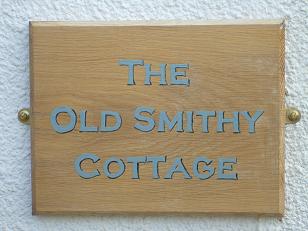 The
Old Smithy
Cottage